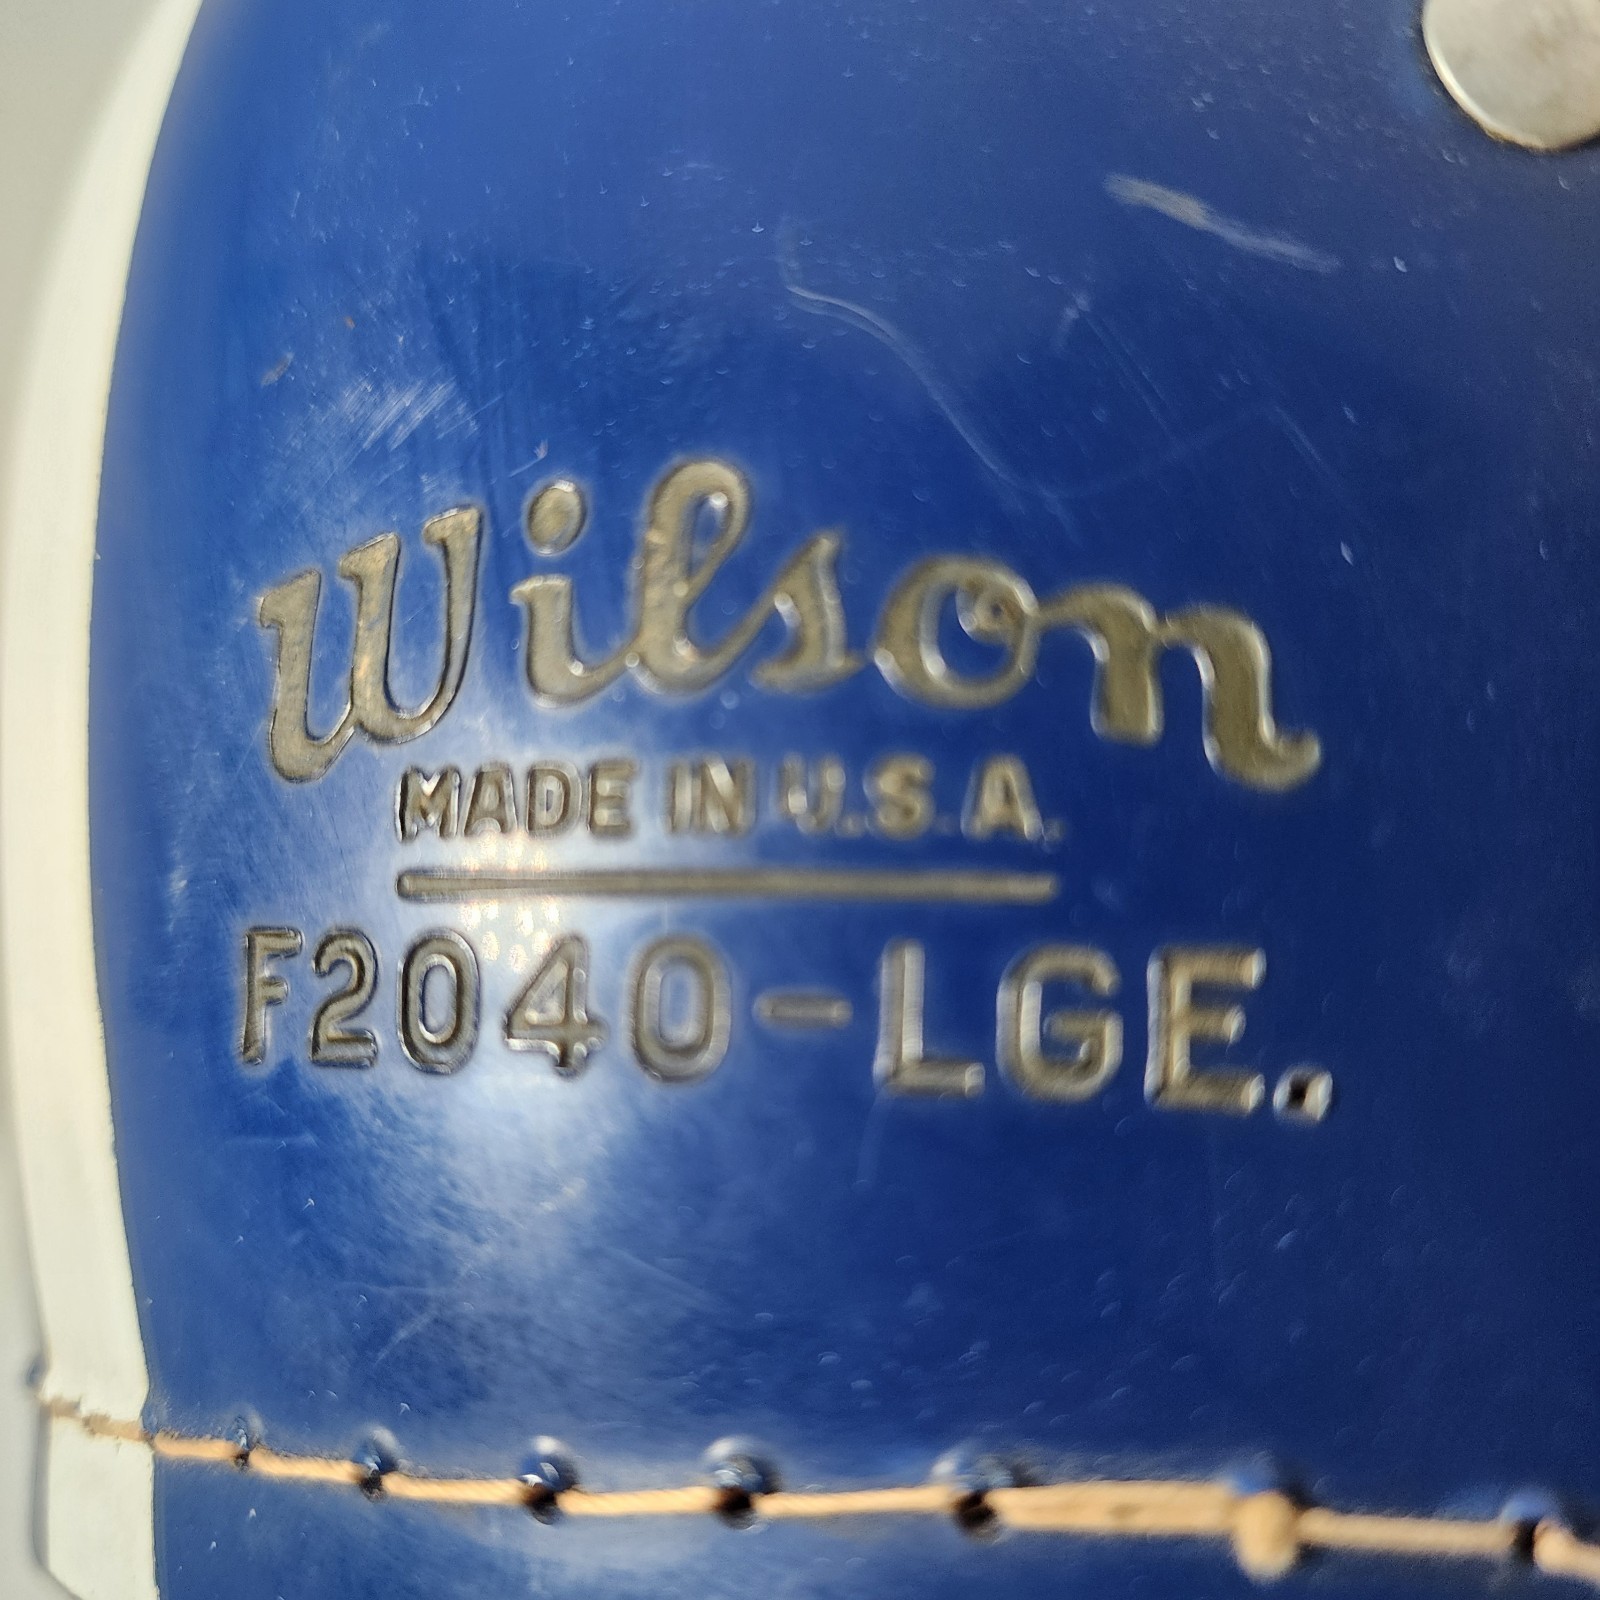 Wilson
MADE IN U.S.A.
F2040-LGE.